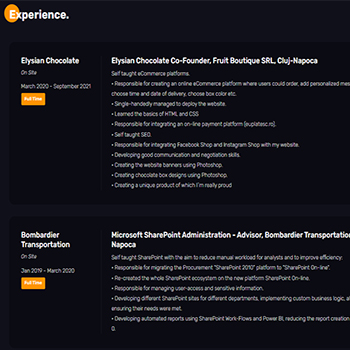 Experience.
Elysian Chocolate
On Site
March 2020 - September 2021
Full Time
Elysian Chocolate Co-Founder, Fruit Boutique SRL, Cluj-Napoca
Self taught eCommerce platforms.
• Responsible for creating an online eCommerce platform where users could order, add personalized mes
choose time and date of delivery, choose box color etc.
• Single-handedly managed to deploy the website.
• Learned the basics of HTML and CSS
• Responsible for integrating an on-line payment platform (euplatesc.ro).
• Self taught SEO.
• Responsible for integrating Facebook Shop and Instagram Shop with my website.
• Developing good communication and negotiation skills.
• Creating the website banners using Photoshop.
• Creating chocolate box designs using Photoshop.
• Creating a unique product of which I'm really proud
Bombardier
Transportation
On Site
Jan 2019 - March 2020
Full Time
Microsoft SharePoint Administration - Advisor, Bombardier Transportatio
Napoca
Self taught SharePoint with the aim to reduce manual workload for analysts and to improve efficiency:
• Responsible for migrating the Procurement "SharePoint 2010" platform to "SharePoint On-line".
• Re-created the whole SharePoint ecosystem on the new platform SharePoint On-line.
• Responsible for managing user-access and sensitive information.
• Developing different SharePoint sites for different departments, implementing custom business logic, a
ensuring their needs were met.
• Developing automated reports using SharePoint Work-Flows and Power BI, reducing the report creation
0.